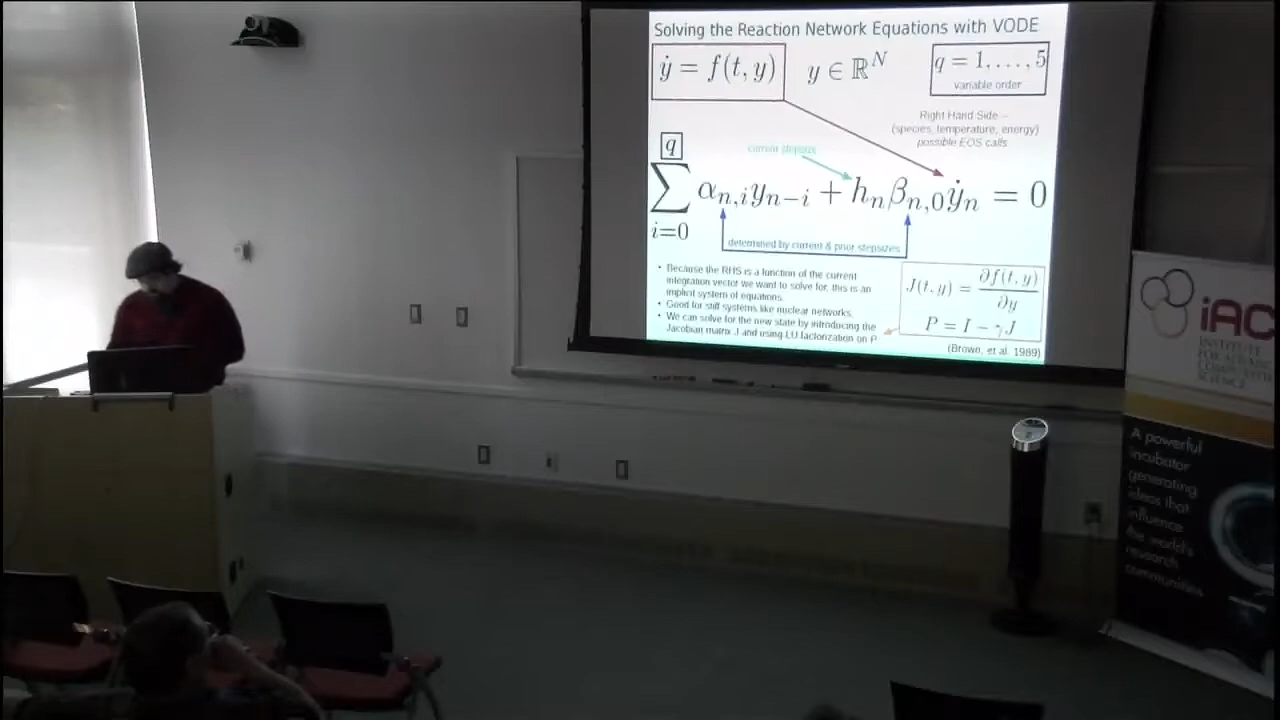 Solving the Reaction Network Equations with VODE
ẏ = f(t, y)
y ∈ ℝ^N
q = 1, . . . , 5
variable order
Right Hand Side –
(species, temperature, energy)
possible EOS calls
current stepsize
∑_{i=0}^{q} α_{n,i} y_{n−i} + h_n β_{n,0} ẏ_n = 0
determined by current & prior stepsizes
• Because the RHS is a function of the current
integration vector we want to solve for, this is an
implicit system of equations.
• Good for stiff systems like nuclear networks.
• We can solve for the new state by introducing the
Jacobian matrix J and using LU factorization on P.
J(t, y) = ∂f(t, y)/∂y
P = I − γJ
(Brown, et al. 1989)
iAC
INSTITUTE
FOR ADVANC
COMPUTATI
SCIENCE
A powerful
incubator
generating
ideas that
influence
the world's
research
communities